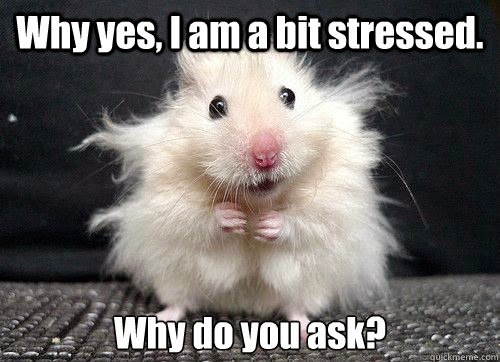 Why yes, I am a bit stressed.
Why do you ask?
quickmeme.com